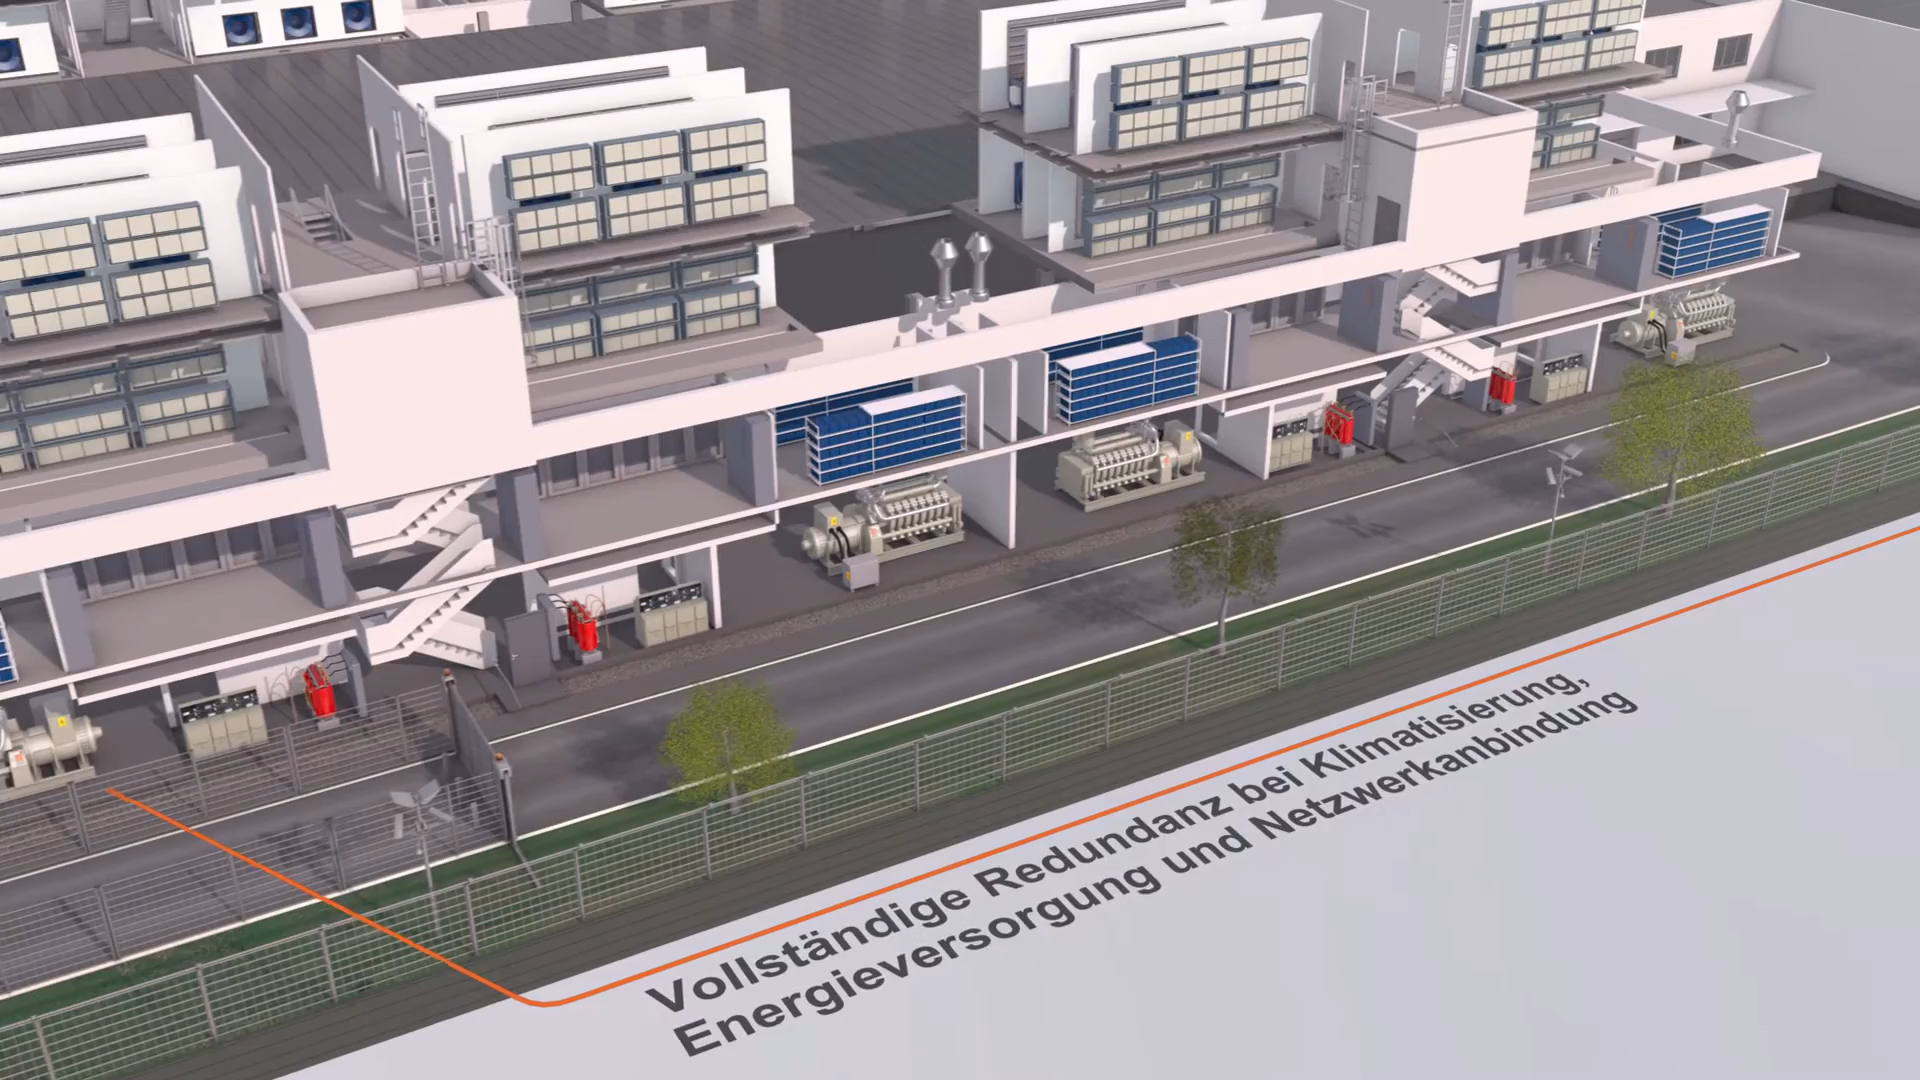 Vollständige Redundanz bei Klimatisierung,
Energieversorgung und Netzwerkanbindung